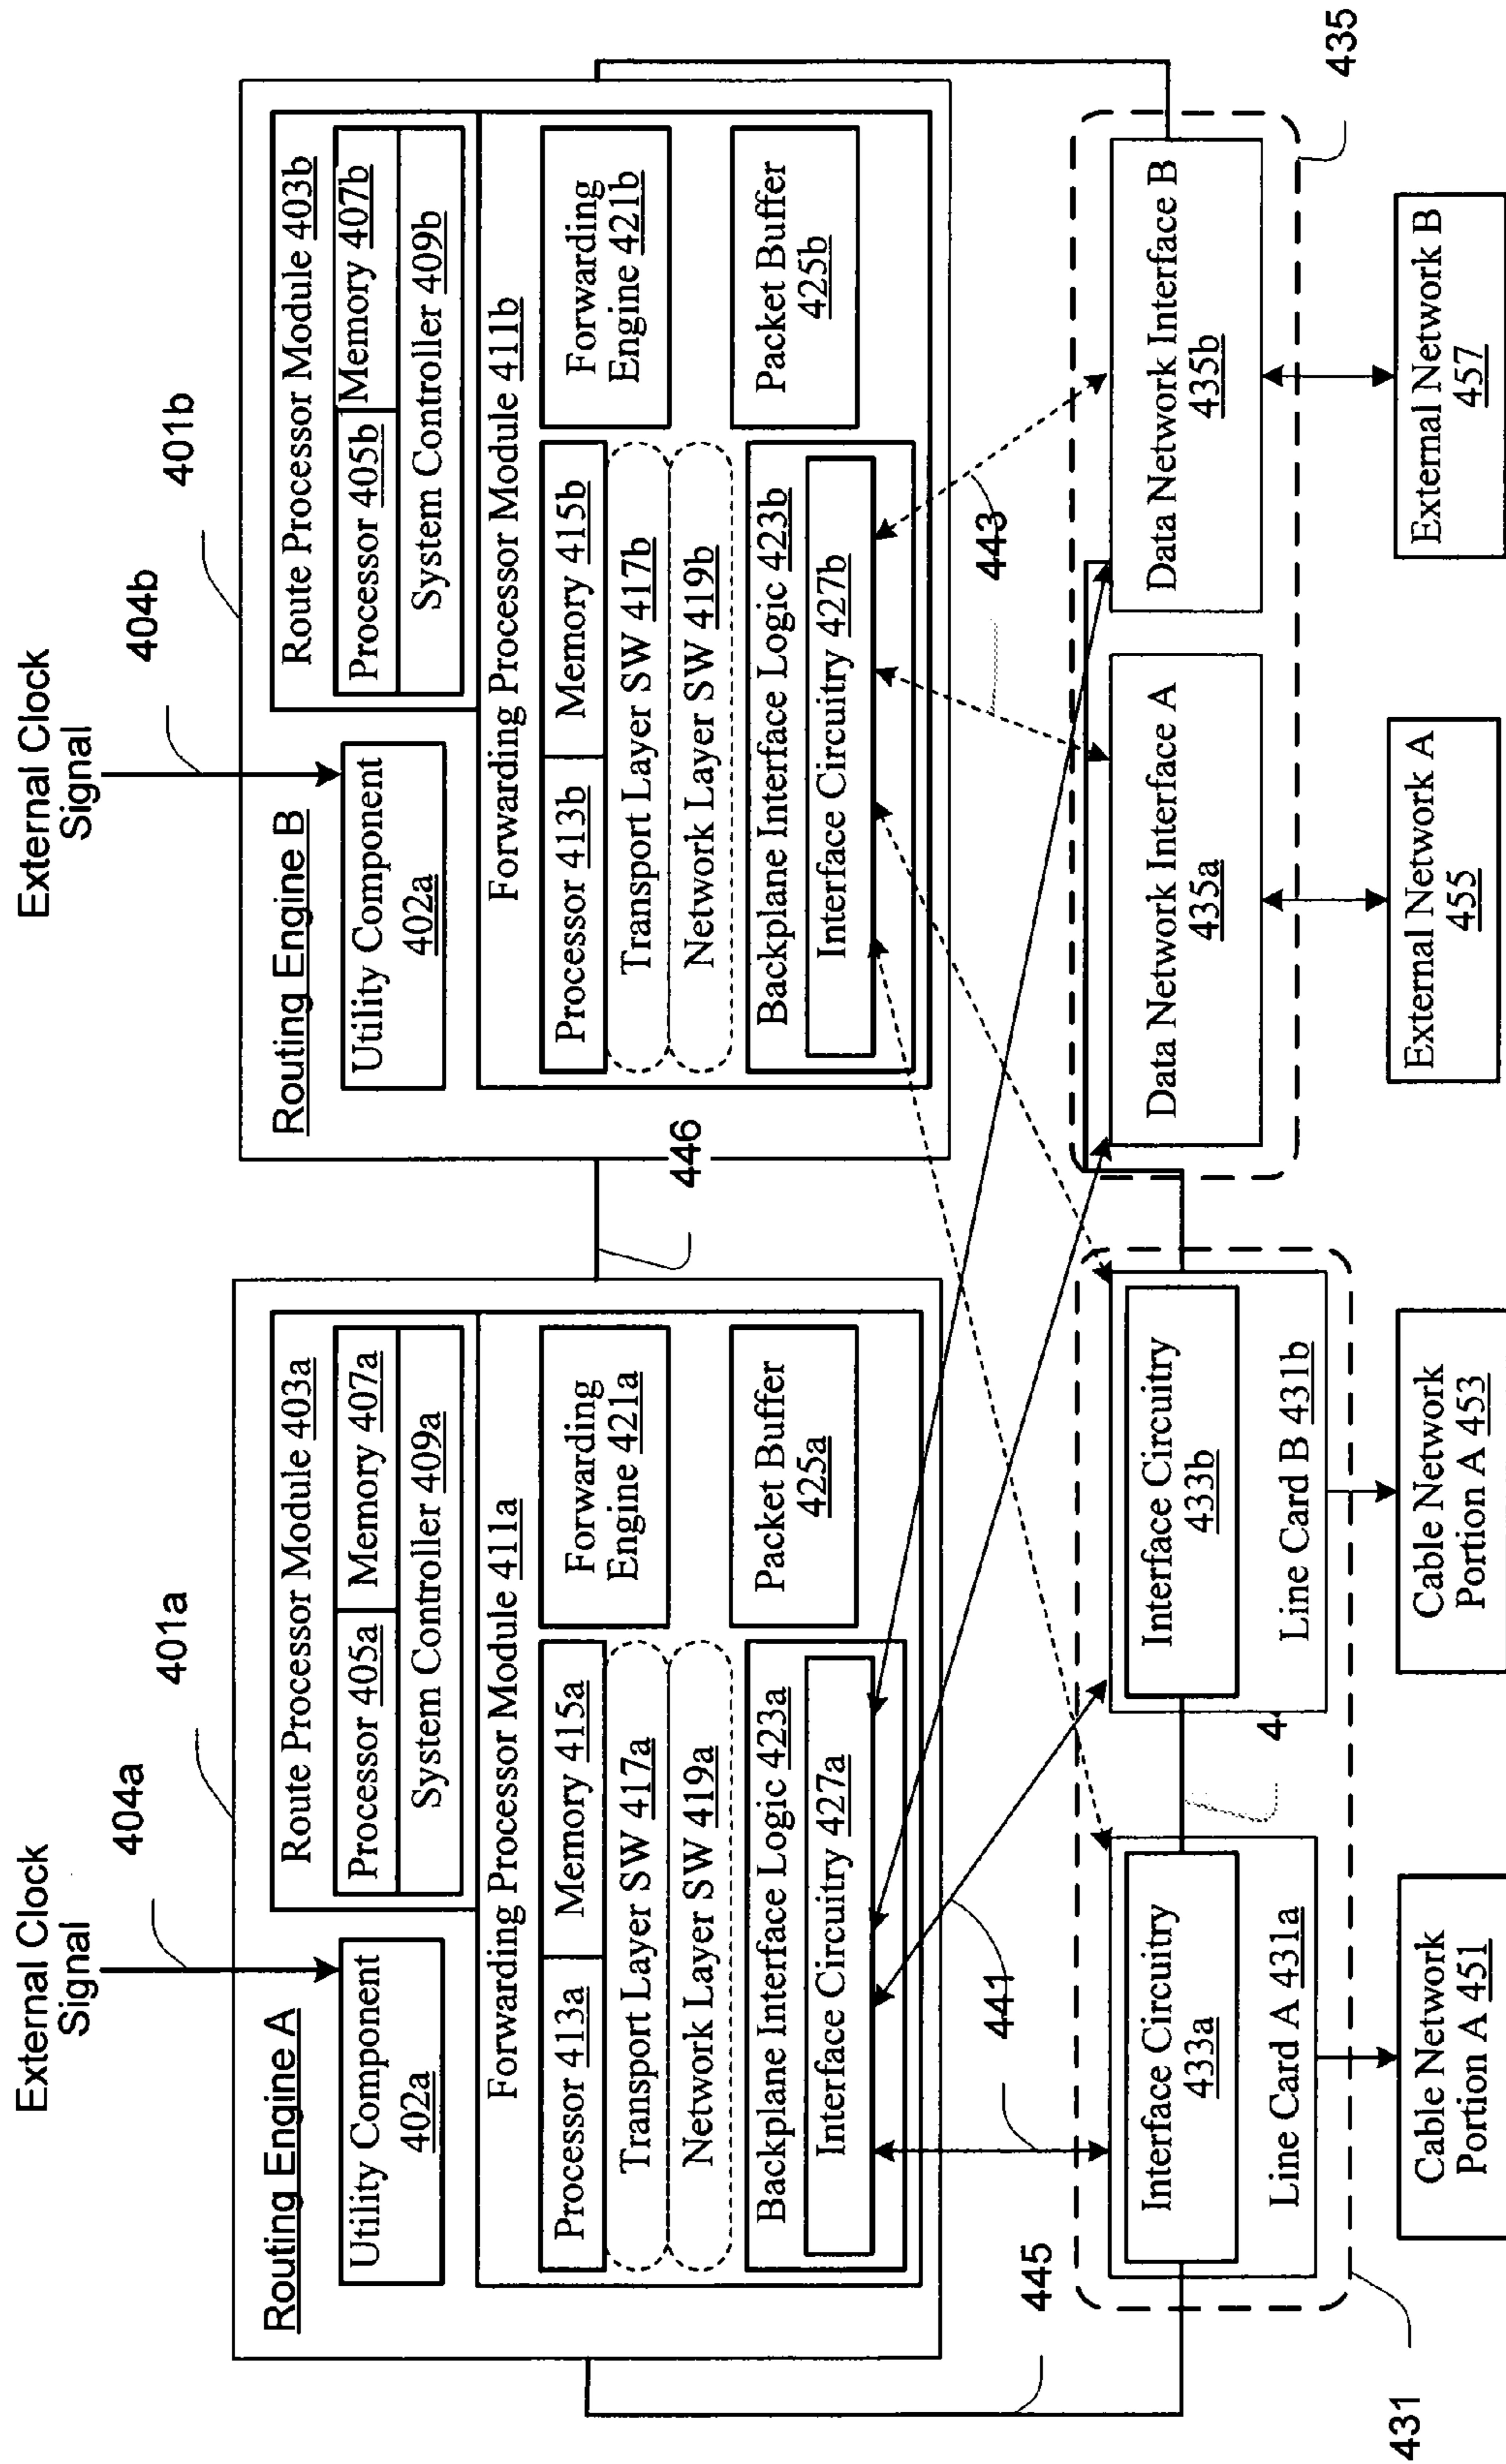 External Clock
Signal
404a
401a
Routing Engine A
Utility Component
402a
Route Processor Module 403a
Processor 405a
Memory 407a
System Controller 409a
Forwarding Processor Module 411a
Processor 413a
Memory 415a
Transport Layer SW 417a
Network Layer SW 419a
Forwarding
Engine 421a
Backplane Interface Logic 423a
Interface Circuitry 427a
Packet Buffer
425a
446
External Clock
Signal
404b
401b
Routing Engine B
Utility Component
402a
Route Processor Module 403b
Processor 405b
Memory 407b
System Controller 409b
Forwarding Processor Module 411b
Processor 413b
Memory 415b
Transport Layer SW 417b
Network Layer SW 419b
Forwarding
Engine 421b
Backplane Interface Logic 423b
Interface Circuitry 427b
Packet Buffer
425b
445
441
443
Interface Circuitry
433a
Line Card A 431a
Interface Circuitry
433b
Line Card B 431b
Data Network Interface A
435a
Data Network Interface B
435b
431
435
Cable Network
Portion A 451
Cable Network
Portion A 453
External Network A
455
External Network B
457